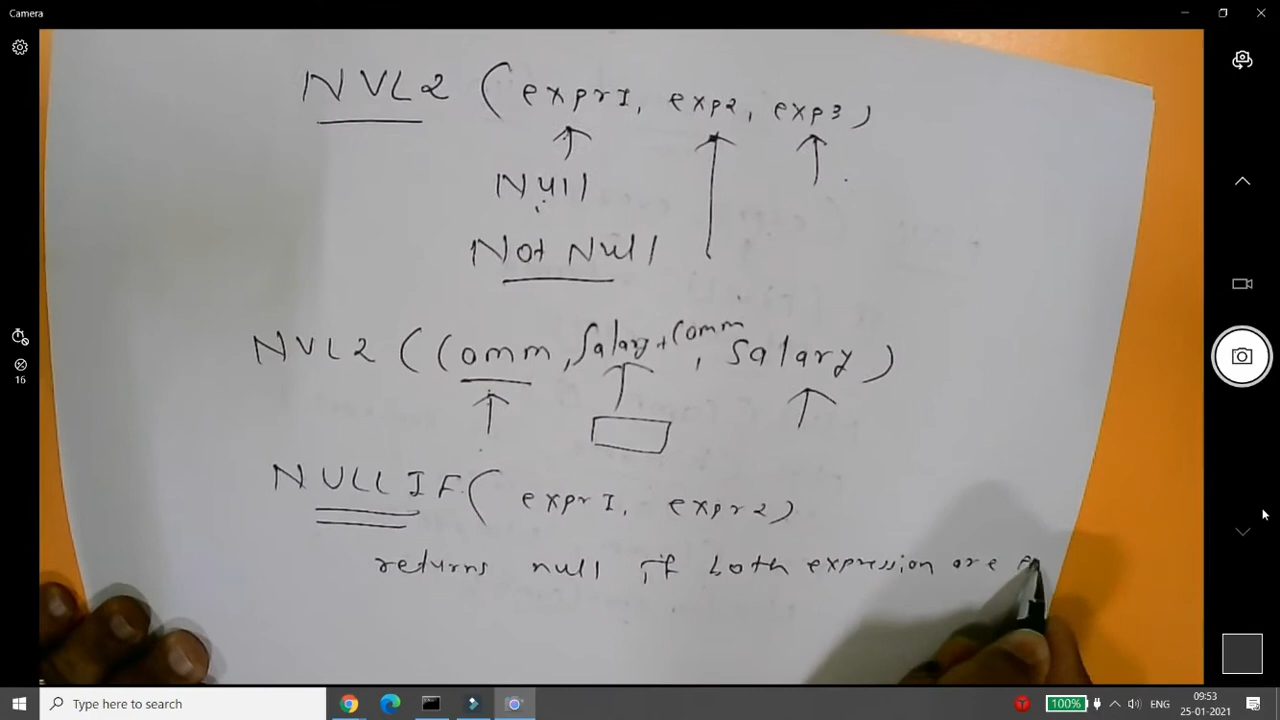 Camera
NVL2 (expr1, exp2, exp3)
Null
Not Null
NVL2 (Comm, Salary+Comm, Salary)
NULLIF(expr1, expr2)
returns null if both expression are
16
Type here to search
100%
ENG
09:53
25-01-2021